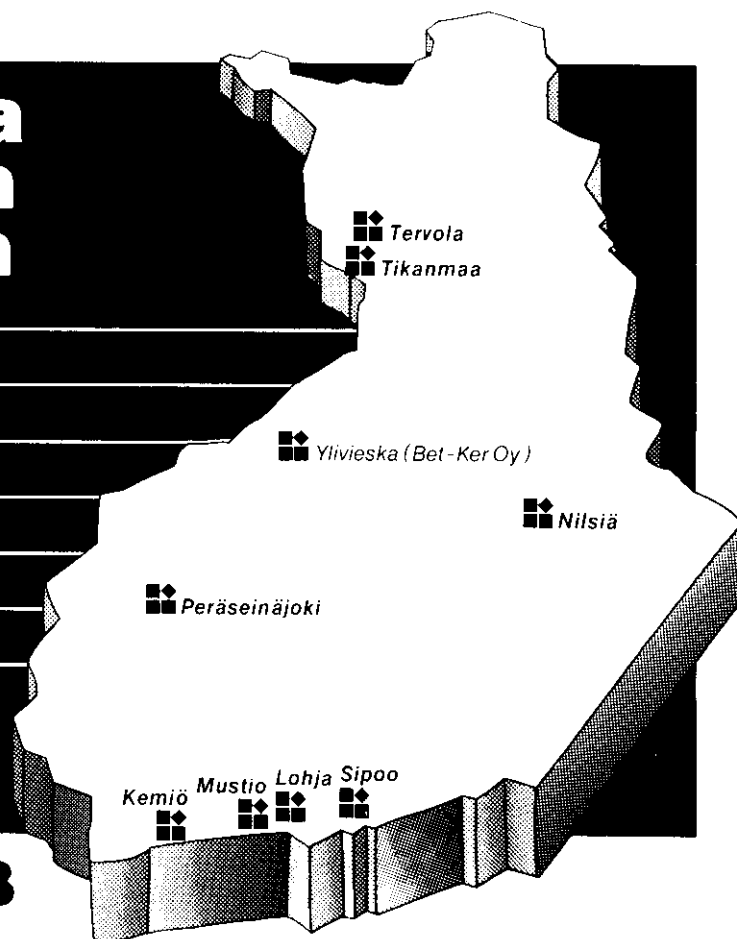 a
n
n
Tervola
Tikanmaa
Ylivieska (Bet-Ker Oy)
Nilsiä
Peräseinäjoki
Kemiö Mustio Lohja Sipoo